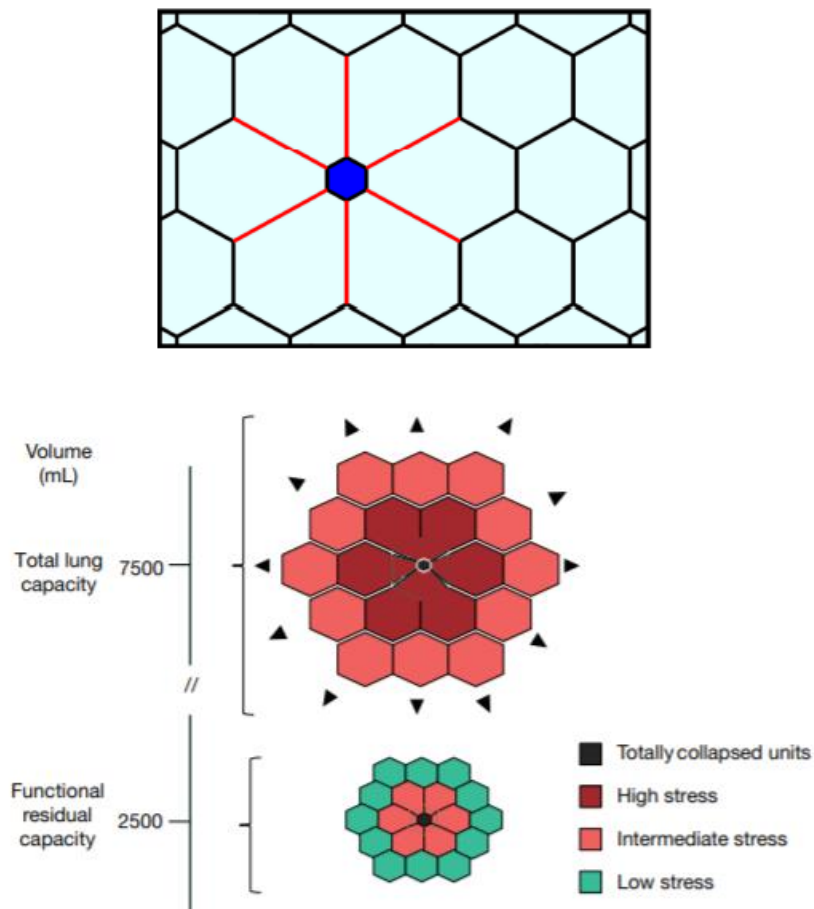 Volume
(mL)
Total lung
capacity
7500
//
Functional
residual
capacity
2500
Totally collapsed units
High stress
Intermediate stress
Low stress